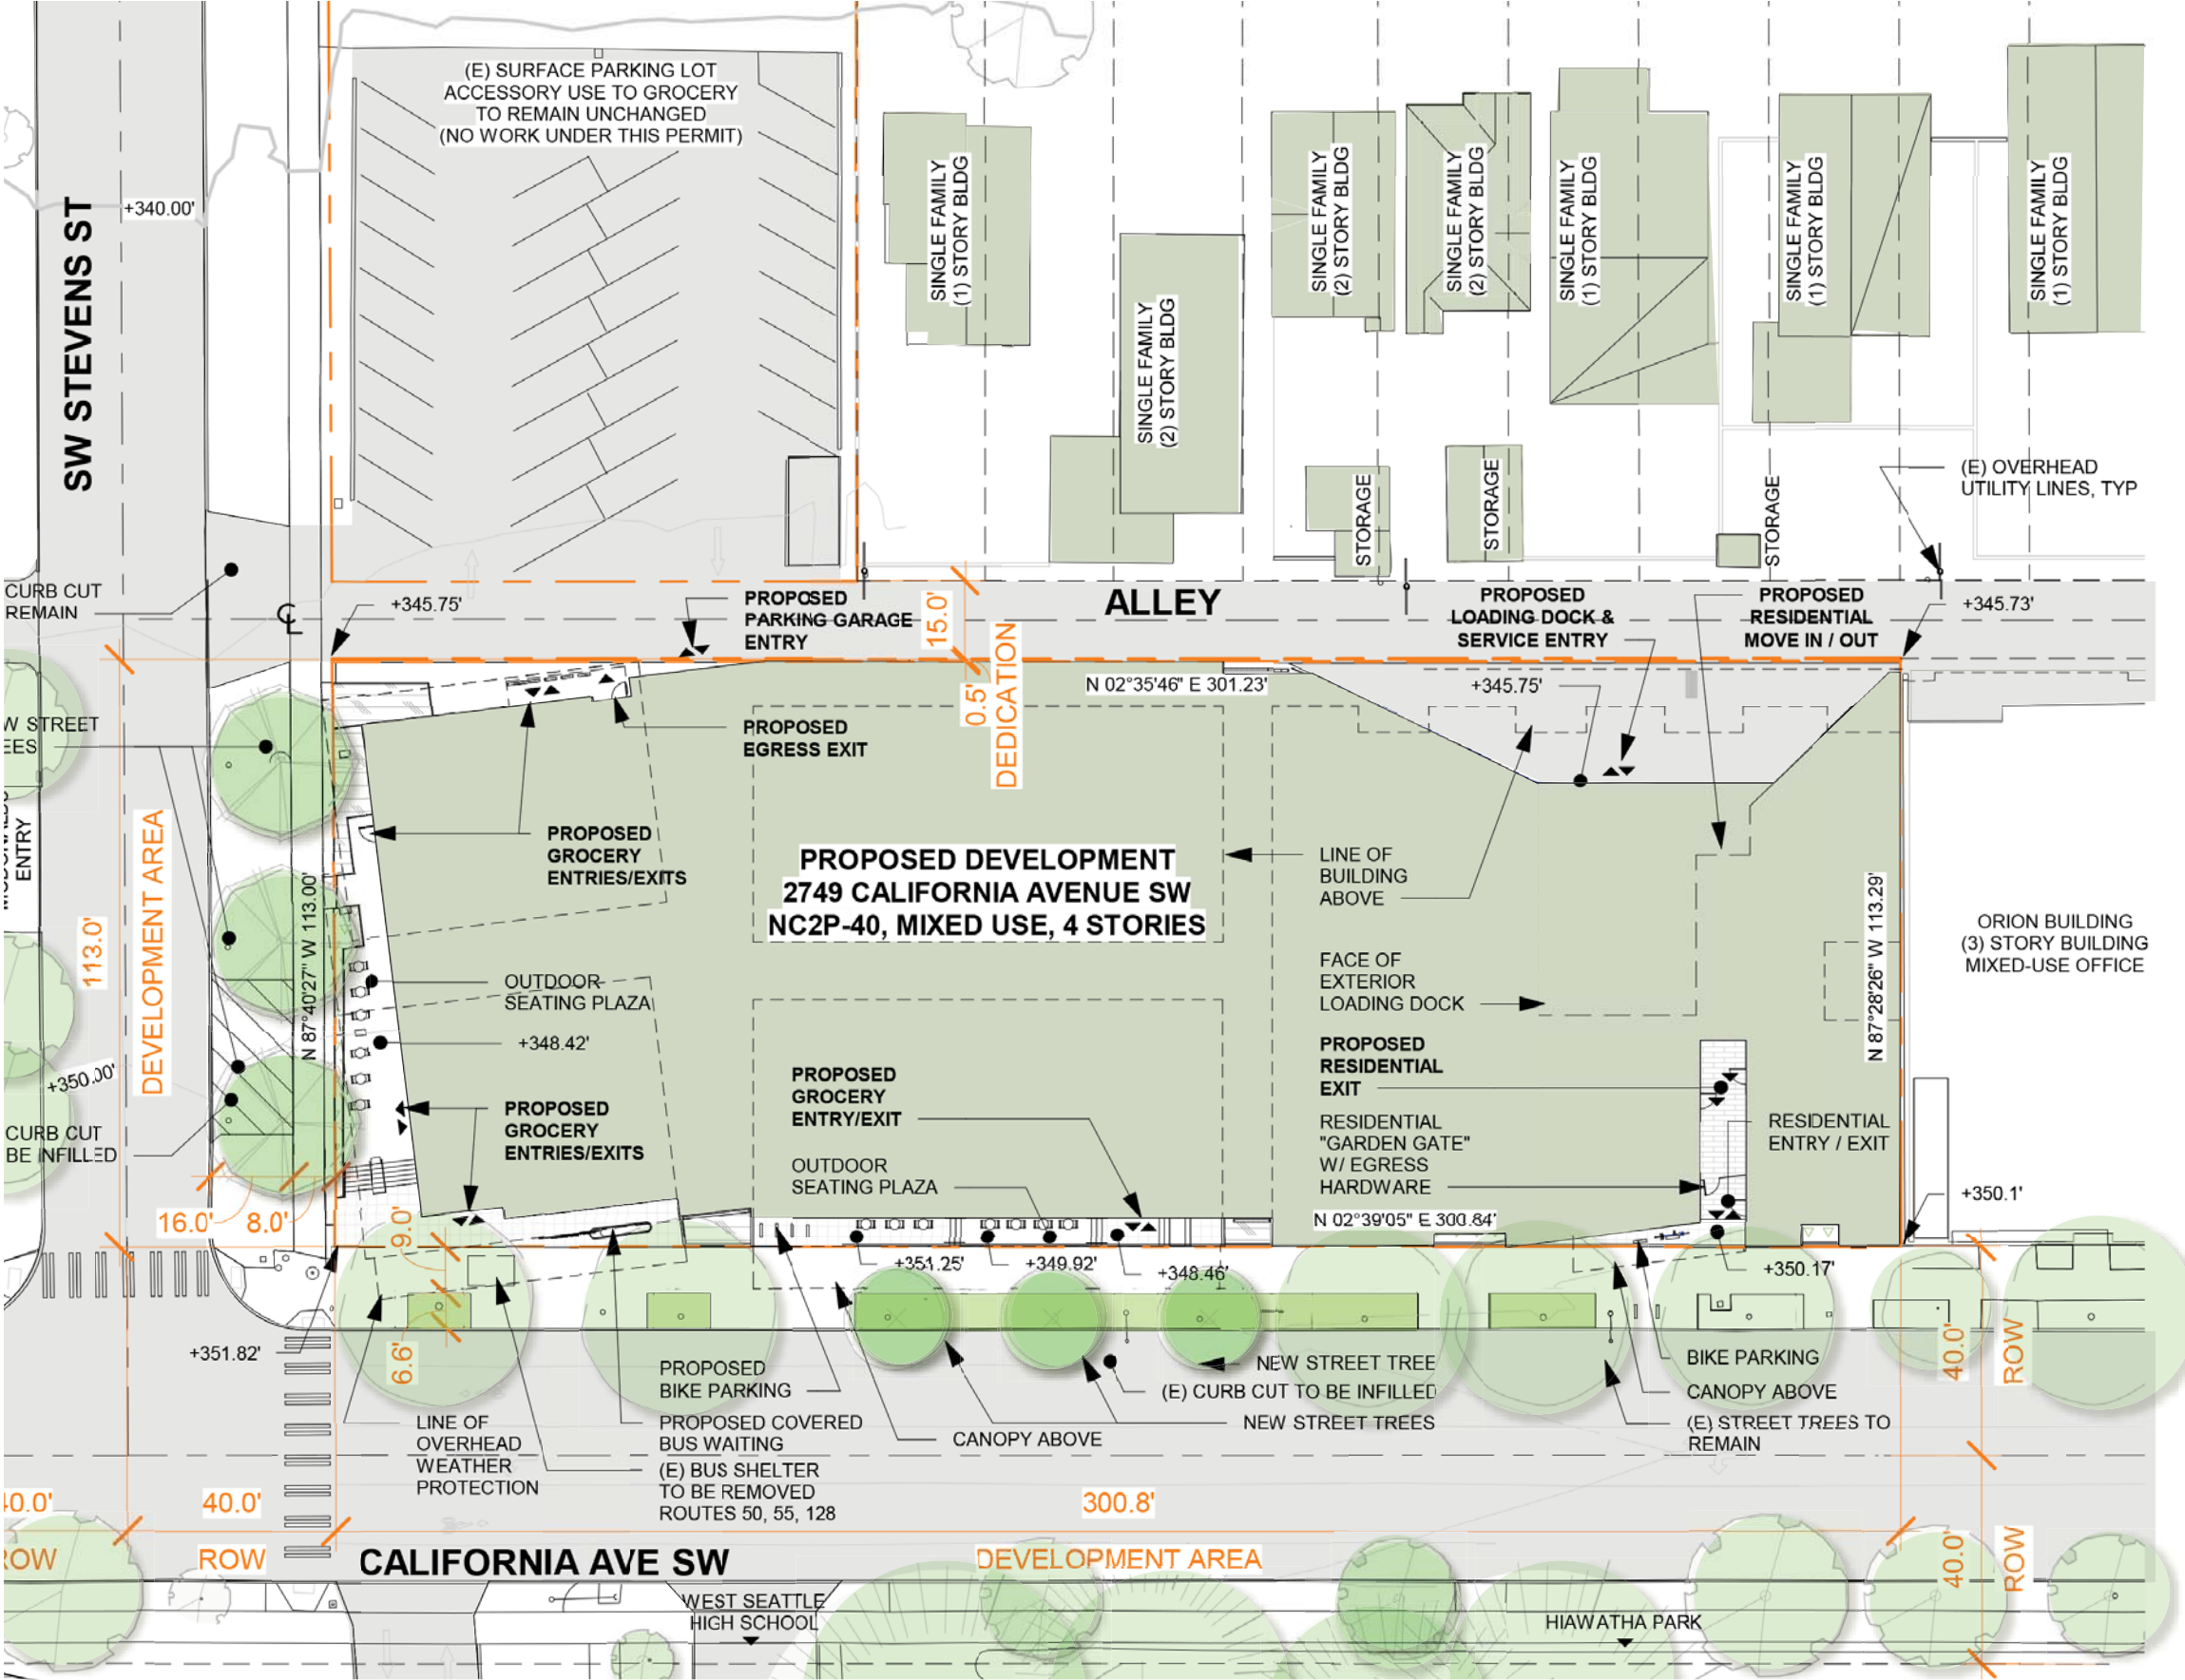 (E) SURFACE PARKING LOT
ACCESSORY USE TO GROCERY
TO REMAIN UNCHANGED
(NO WORK UNDER THIS PERMIT)
SW STEVENS ST
+340.00'
SINGLE FAMILY
(1) STORY BLDG
SINGLE FAMILY
(2) STORY BLDG
SINGLE FAMILY
(2) STORY BLDG
SINGLE FAMILY
(2) STORY BLDG
SINGLE FAMILY
(1) STORY BLDG
SINGLE FAMILY
(1) STORY BLDG
SINGLE FAMILY
(1) STORY BLDG
STORAGE
STORAGE
STORAGE
(E) OVERHEAD
UTILITY LINES, TYP
CURB CUT
REMAIN
CL
+345.75'
PROPOSED
PARKING GARAGE
ENTRY
15.0'
ALLEY
PROPOSED
LOADING DOCK &
SERVICE ENTRY
PROPOSED
RESIDENTIAL
MOVE IN / OUT
+345.73'
0.5'
DEDICATION
N 02°35'46" E 301.23'
+345.75'
W STREET
EES
PROPOSED
EGRESS EXIT
ENTRY
113.0'
DEVELOPMENT AREA
N 87°40'27" W 113.00'
PROPOSED
GROCERY
ENTRIES/EXITS
PROPOSED DEVELOPMENT
2749 CALIFORNIA AVENUE SW
NC2P-40, MIXED USE, 4 STORIES
LINE OF
BUILDING
ABOVE
N 87°28'26" W 113.29'
ORION BUILDING
(3) STORY BUILDING
MIXED-USE OFFICE
OUTDOOR
SEATING PLAZA
FACE OF
EXTERIOR
LOADING DOCK
+348.42'
+350.00'
PROPOSED
RESIDENTIAL
EXIT
PROPOSED
GROCERY
ENTRY/EXIT
PROPOSED
GROCERY
ENTRIES/EXITS
CURB CUT
BE INFILLED
RESIDENTIAL
"GARDEN GATE"
W/ EGRESS
HARDWARE
RESIDENTIAL
ENTRY / EXIT
OUTDOOR
SEATING PLAZA
16.0'
8.0'
9.0'
N 02°39'05" E 300.84'
+350.1'
+351.25'
+349.92'
+348.46'
+350.17'
+351.82'
6.6'
PROPOSED
BIKE PARKING
NEW STREET TREE
(E) CURB CUT TO BE INFILLED
NEW STREET TREES
BIKE PARKING
CANOPY ABOVE
(E) STREET TREES TO
REMAIN
40.0'
ROW
LINE OF
OVERHEAD
WEATHER
PROTECTION
PROPOSED COVERED
BUS WAITING
(E) BUS SHELTER
TO BE REMOVED
ROUTES 50, 55, 128
CANOPY ABOVE
40.0'
300.8'
ROW
ROW
CALIFORNIA AVE SW
DEVELOPMENT AREA
40.0'
ROW
WEST SEATTLE
HIGH SCHOOL
HIAWATHA PARK